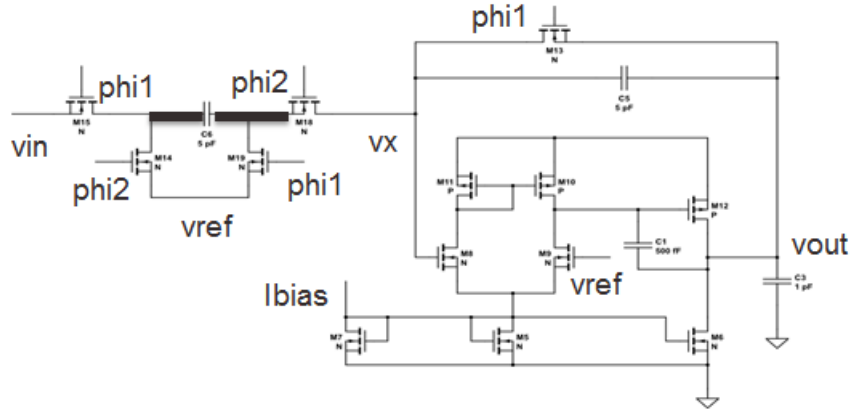 phi1
M13
N
phi1
phi2
C5
5 pF
M15
N
C6
5 pF
M18
N
vin
vx
M14
N
M19
N
phi2
phi1
vref
M11
P
M10
P
M12
P
C1
500 fF
vout
M8
N
M9
N
vref
C3
1 pF
Ibias
M7
N
M5
N
M6
N